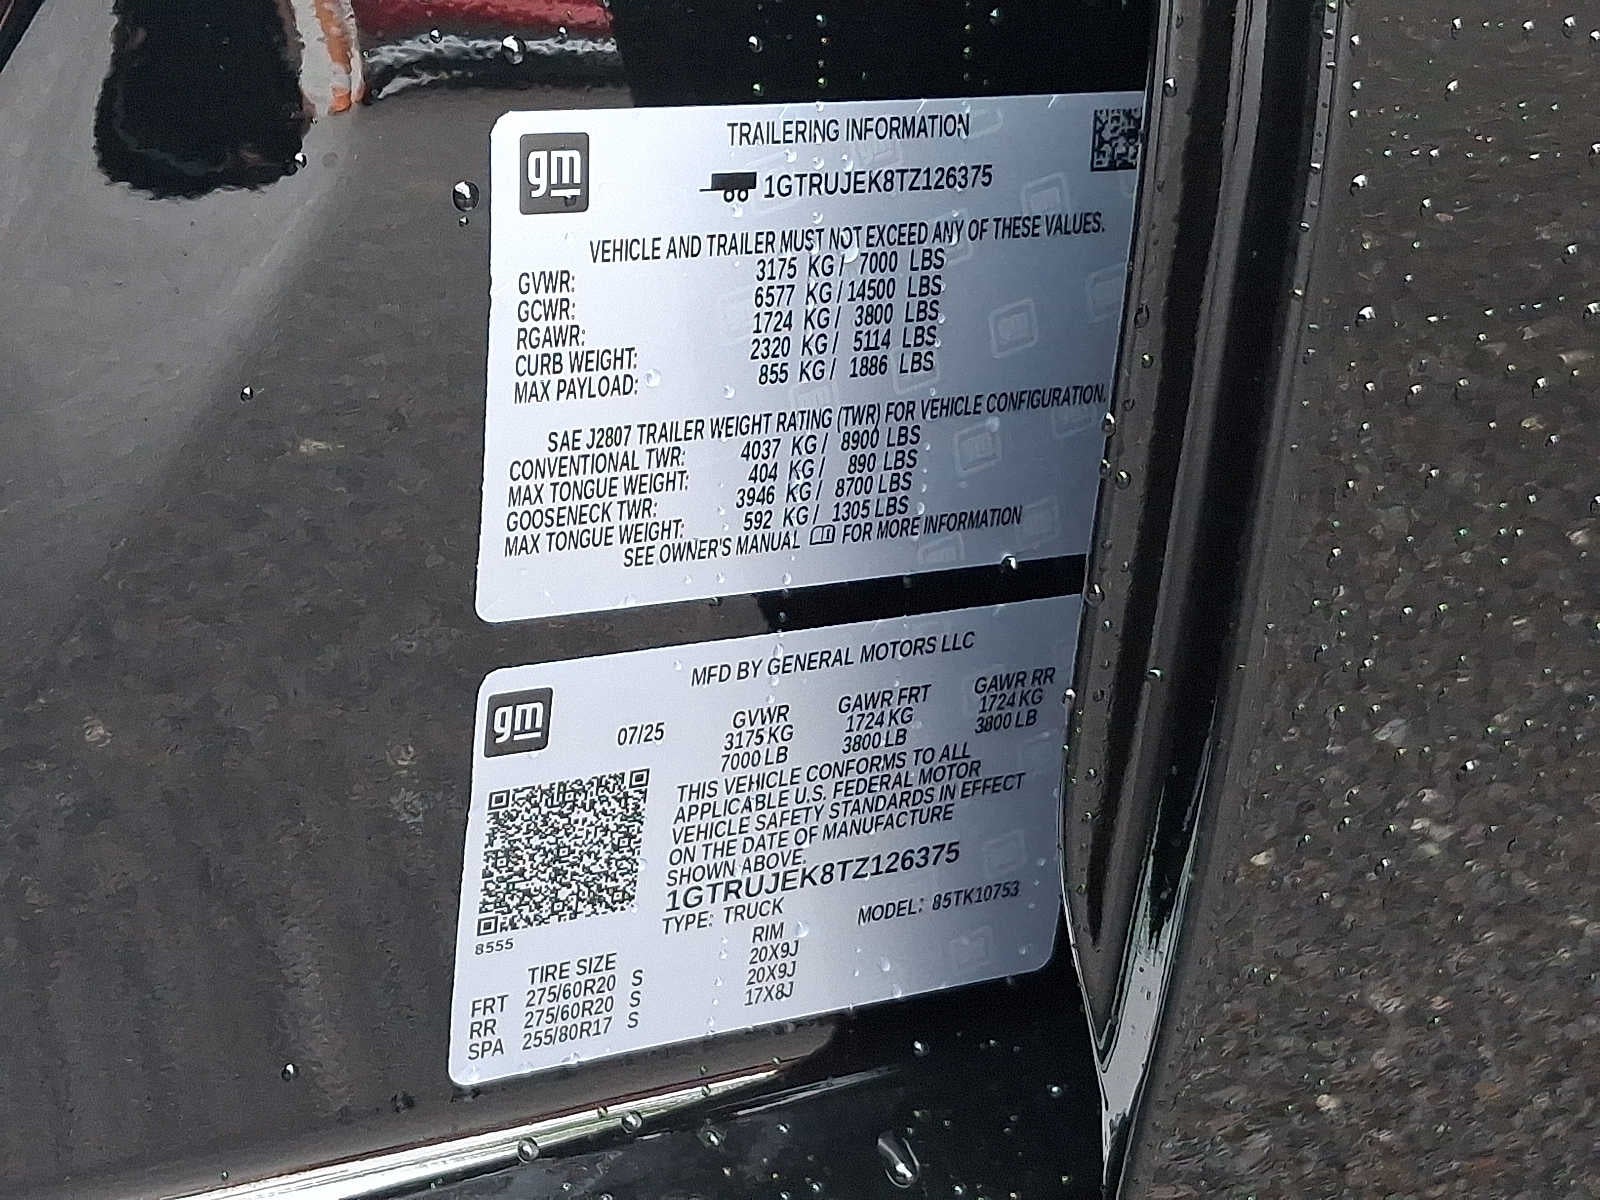 gm
TRAILERING INFORMATION
1GTRUJEK8TZ126375
VEHICLE AND TRAILER MUST NOT EXCEED ANY OF THESE VALUES.
GVWR: 3175 KG / 7000 LBS
GCWR: 6577 KG / 14500 LBS
RGAWR: 1724 KG / 3800 LBS
CURB WEIGHT: 2320 KG / 5114 LBS
MAX PAYLOAD: 855 KG / 1886 LBS
SAE J2807 TRAILER WEIGHT RATING (TWR) FOR VEHICLE CONFIGURATION.
CONVENTIONAL TWR: 4037 KG / 8900 LBS
MAX TONGUE WEIGHT: 404 KG / 890 LBS
GOOSENECK TWR: 3946 KG / 8700 LBS
MAX TONGUE WEIGHT: 592 KG / 1305 LBS
SEE OWNER'S MANUAL FOR MORE INFORMATION
gm
MFD BY GENERAL MOTORS LLC
07/25 GVWR GAWR FRT GAWR RR
3175 KG 1724 KG 1724 KG
7000 LB 3800 LB 3800 LB
THIS VEHICLE CONFORMS TO ALL
APPLICABLE U.S. FEDERAL MOTOR
VEHICLE SAFETY STANDARDS IN EFFECT
ON THE DATE OF MANUFACTURE
SHOWN ABOVE.
1GTRUJEK8TZ126375
TYPE: TRUCK MODEL: 85TK10753
8555
TIRE SIZE RIM
FRT 275/60R20 S 20X9J
RR 275/60R20 S 20X9J
SPA 255/80R17 S 17X8J